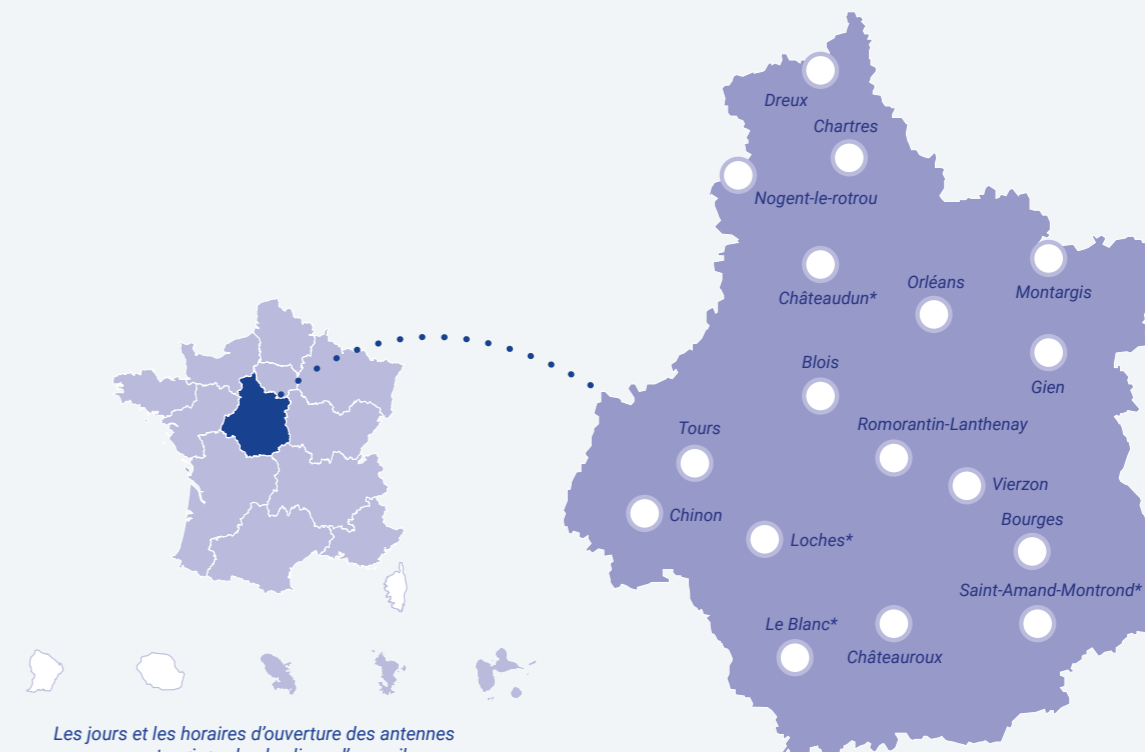 Dreux
Chartres
Nogent-le-rotrou
Châteaudun*
Orléans
Montargis
Blois
Gien
Romorantin-Lanthenay
Tours
Vierzon
Chinon
Bourges
Loches*
Saint-Amand-Montrond*
Le Blanc*
Châteauroux
Les jours et les horaires d'ouverture des antennes